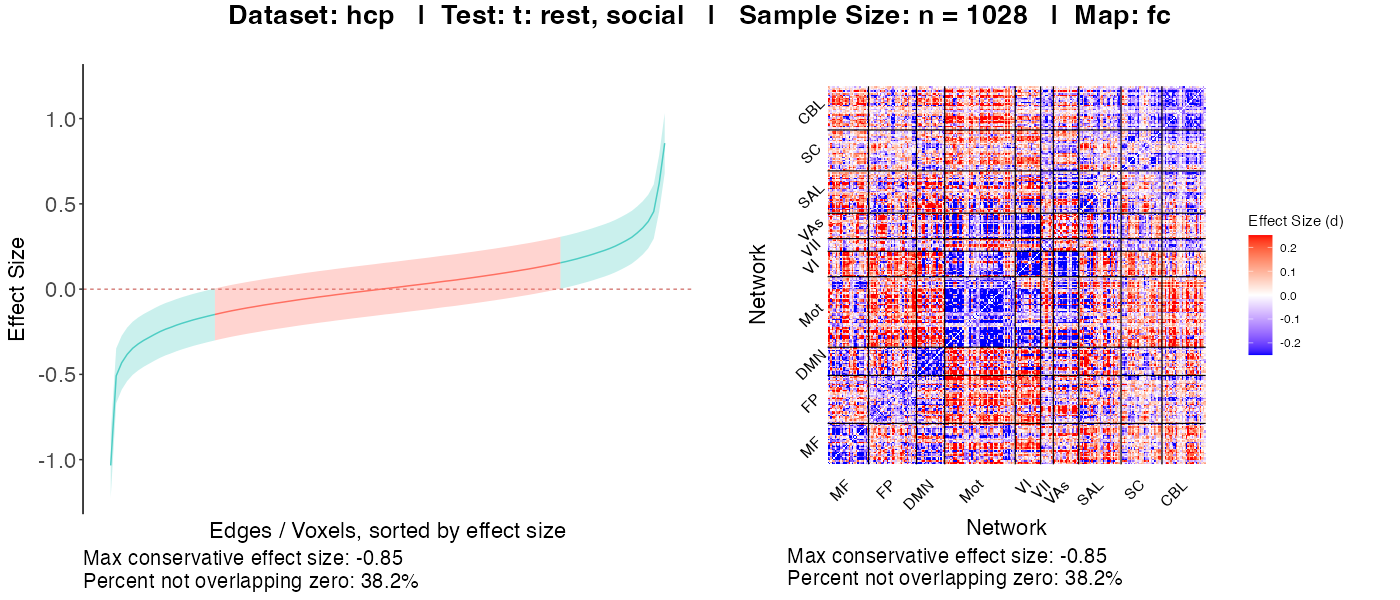 Dataset: hcp | Test: t: rest, social | Sample Size: n = 1028 | Map: fc
Effect Size
1.0
0.5
0.0
-0.5
-1.0
Edges / Voxels, sorted by effect size
Max conservative effect size: -0.85
Percent not overlapping zero: 38.2%
Network
CBL
SC
SAL
VAs
VII
VI
Mot
DMN
FP
MF
MF
FP
DMN
Mot
VI
VII
VAs
SAL
SC
CBL
Network
Max conservative effect size: -0.85
Percent not overlapping zero: 38.2%
Effect Size (d)
0.2
0.1
0.0
-0.1
-0.2